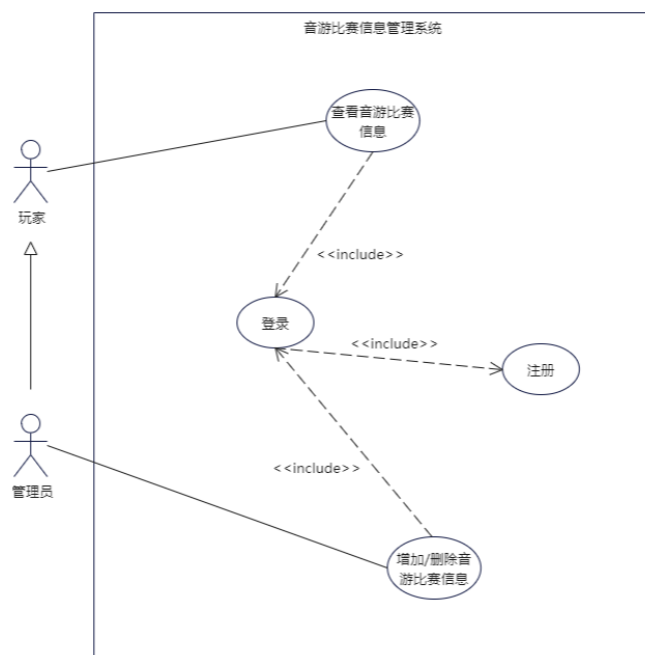 音游比赛信息管理系统
查看音游比赛
信息
玩家
<<include>>
登录
<<include>>
注册
管理员
<<include>>
增加/删除音
游比赛信息